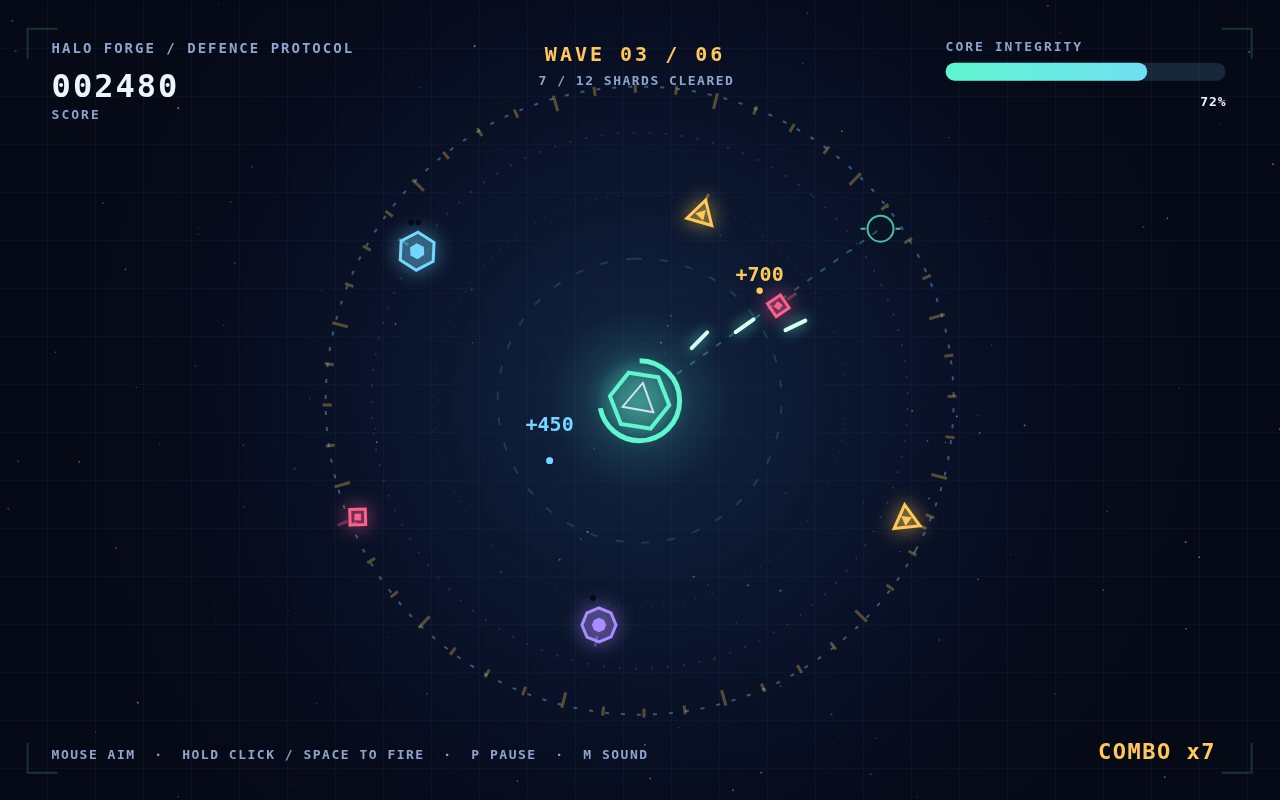 HALO FORGE / DEFENCE PROTOCOL
002480
SCORE
WAVE 03 / 06
7 / 12 SHARDS CLEARED
CORE INTEGRITY
72%
+700
+450
MOUSE AIM · HOLD CLICK / SPACE TO FIRE · P PAUSE · M SOUND
COMBO x7